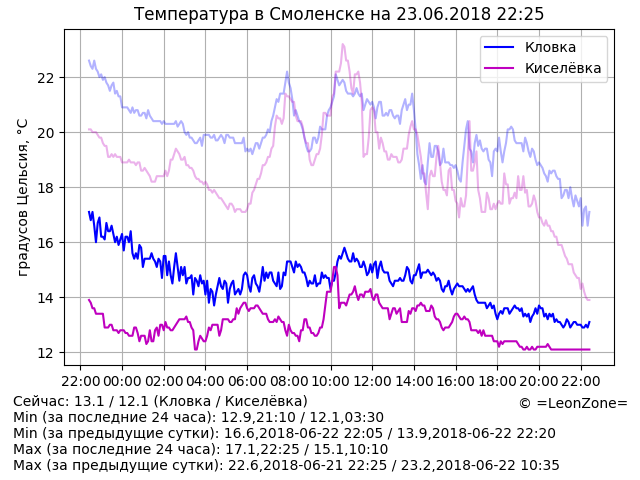 Температура в Смоленске на 23.06.2018 22:25
Кловка
Киселёвка
градусов Цельсия, °C
22
20
18
16
14
12
22:00 00:00 02:00 04:00 06:00 08:00 10:00 12:00 14:00 16:00 18:00 20:00 22:00
Сейчас: 13.1 / 12.1 (Кловка / Киселёвка)
© =LeonZone=
Min (за последние 24 часа): 12.9,21:10 / 12.1,03:30
Min (за предыдущие сутки): 16.6,2018-06-22 22:05 / 13.9,2018-06-22 22:20
Max (за последние 24 часа): 17.1,22:25 / 15.1,10:10
Max (за предыдущие сутки): 22.6,2018-06-21 22:25 / 23.2,2018-06-22 10:35